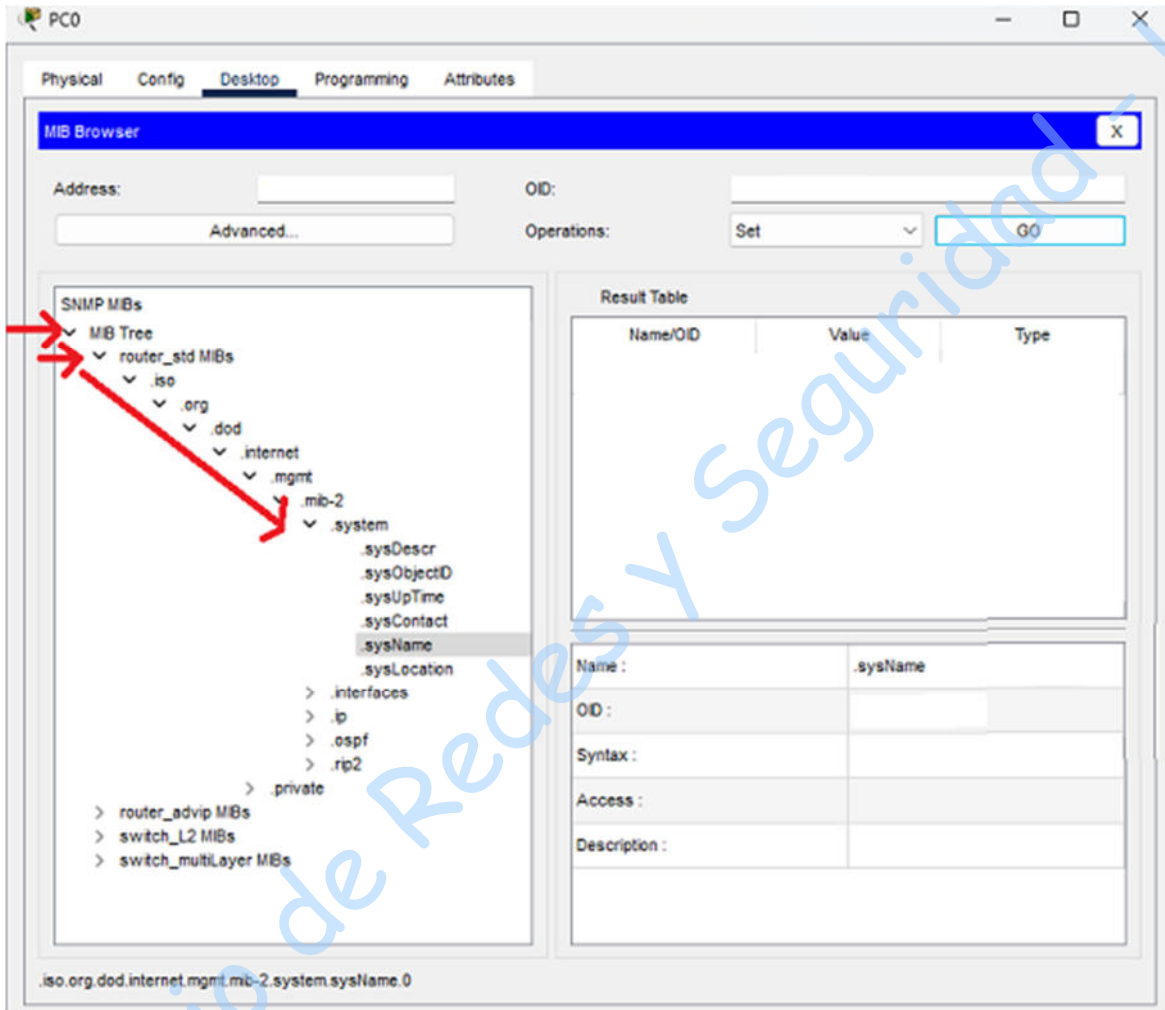 PC0
Physical Config Desktop Programming Attributes
MIB Browser X
Address: OID:
Advanced... Operations: Set GO
SNMP MIBs
MIB Tree
router_std MIBs
.iso
.org
.dod
.internet
.mgmt
.mib-2
.system
.sysDescr
.sysObjectID
.sysUpTime
.sysContact
.sysName
.sysLocation
.interfaces
.ip
.ospf
.rip2
.private
router_advip MIBs
switch_L2 MIBs
switch_multiLayer MIBs
Result Table
Name/OID Value Type
Name : .sysName
OID :
Syntax :
Access :
Description :
.iso.org.dod.internet.mgmt.mib-2.system.sysName.0
de Redes y Seguridad -